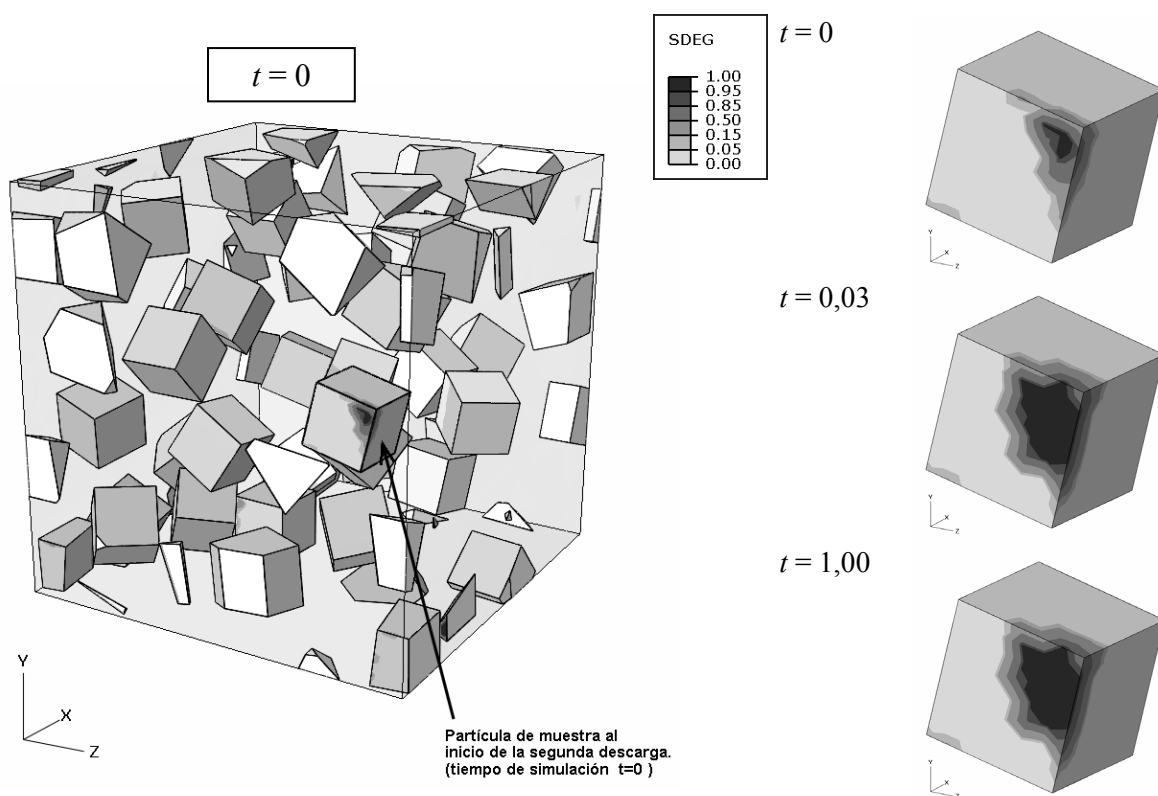 t = 0
SDEG
1.00
0.95
0.85
0.50
0.15
0.05
0.00
t = 0
Y
X
Z
t = 0,03
Y
X
Z
t = 1,00
Y
X
Z
Y
X
Z
Partícula de muestra al
inicio de la segunda descarga.
(tiempo de simulación t=0 )